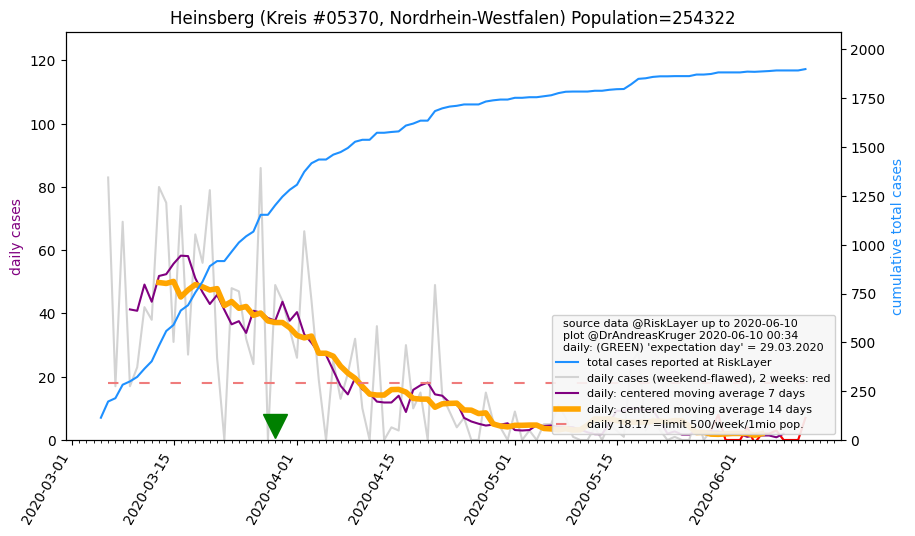 Heinsberg (Kreis #05370, Nordrhein-Westfalen) Population=254322
daily cases
cumulative total cases
120
100
80
60
40
20
0
2000
1750
1500
1250
1000
750
500
250
0
source data @RiskLayer up to 2020-06-10
plot @DrAndreasKruger 2020-06-10 00:34
daily: (GREEN) 'expectation day' = 29.03.2020
total cases reported at RiskLayer
daily cases (weekend-flawed), 2 weeks: red
daily: centered moving average 7 days
daily: centered moving average 14 days
daily 18.17 =limit 500/week/1mio pop.
2020-03-01
2020-03-15
2020-04-01
2020-04-15
2020-05-01
2020-05-15
2020-06-01